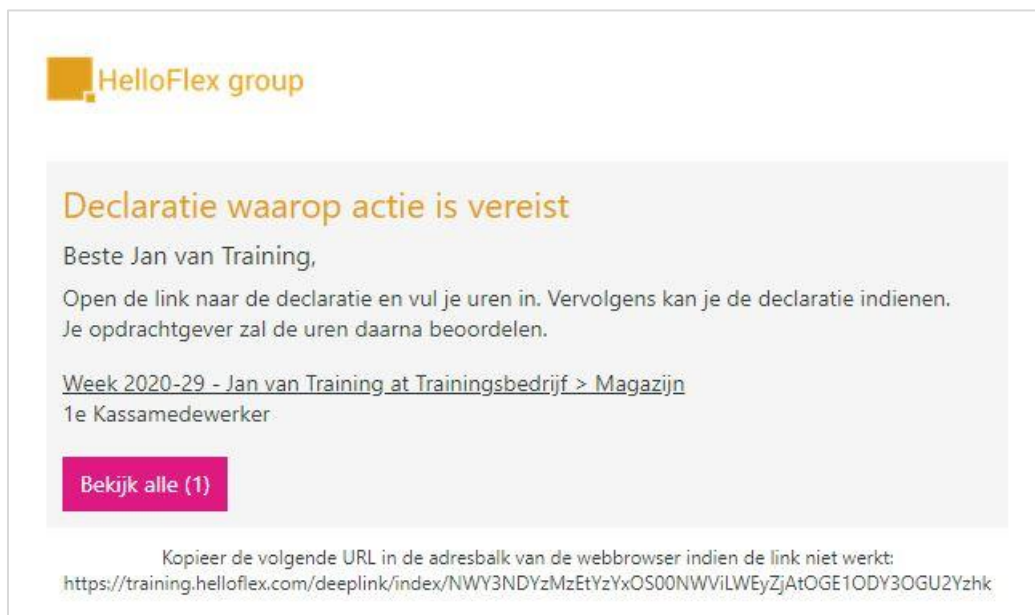 HelloFlex group
Declaratie waarop actie is vereist
Beste Jan van Training,
Open de link naar de declaratie en vul je uren in. Vervolgens kan je de declaratie indienen.
Je opdrachtgever zal de uren daarna beoordelen.
Week 2020-29 - Jan van Training at Trainingsbedrijf > Magazijn
1e Kassamedewerker
Bekijk alle (1)
Kopieer de volgende URL in de adresbalk van de webbrowser indien de link niet werkt:
https://training.helloflex.com/deeplink/index/NWY3NDYzMzEtYzYxOS00NWViLWEyZjAtOGE1ODY3OGU2Yzhk